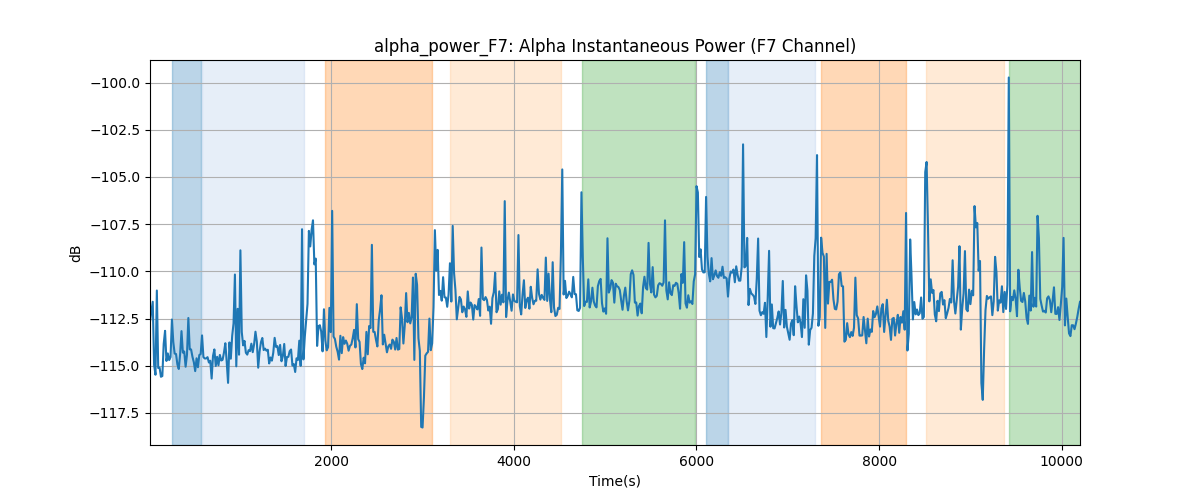 alpha_power_F7: Alpha Instantaneous Power (F7 Channel)
−100.0
−102.5
−105.0
−107.5
−110.0
−112.5
−115.0
−117.5
dB
2000 4000 6000 8000 10000
Time(s)